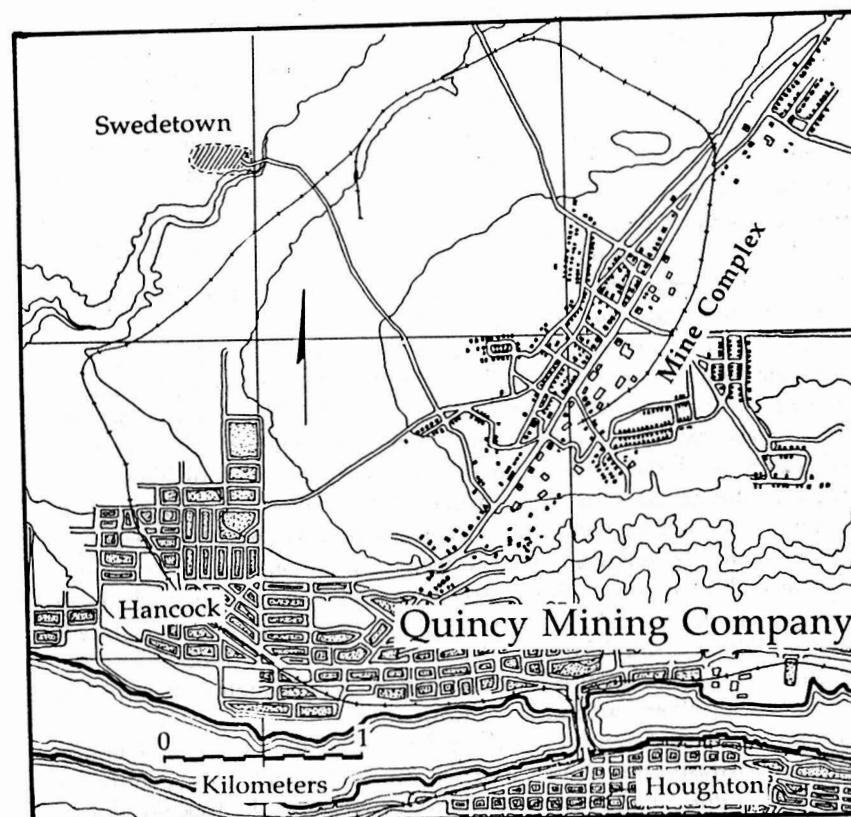 Swedetown
Mine Complex
Hancock
Quincy Mining Company
0 1
Kilometers
Houghton